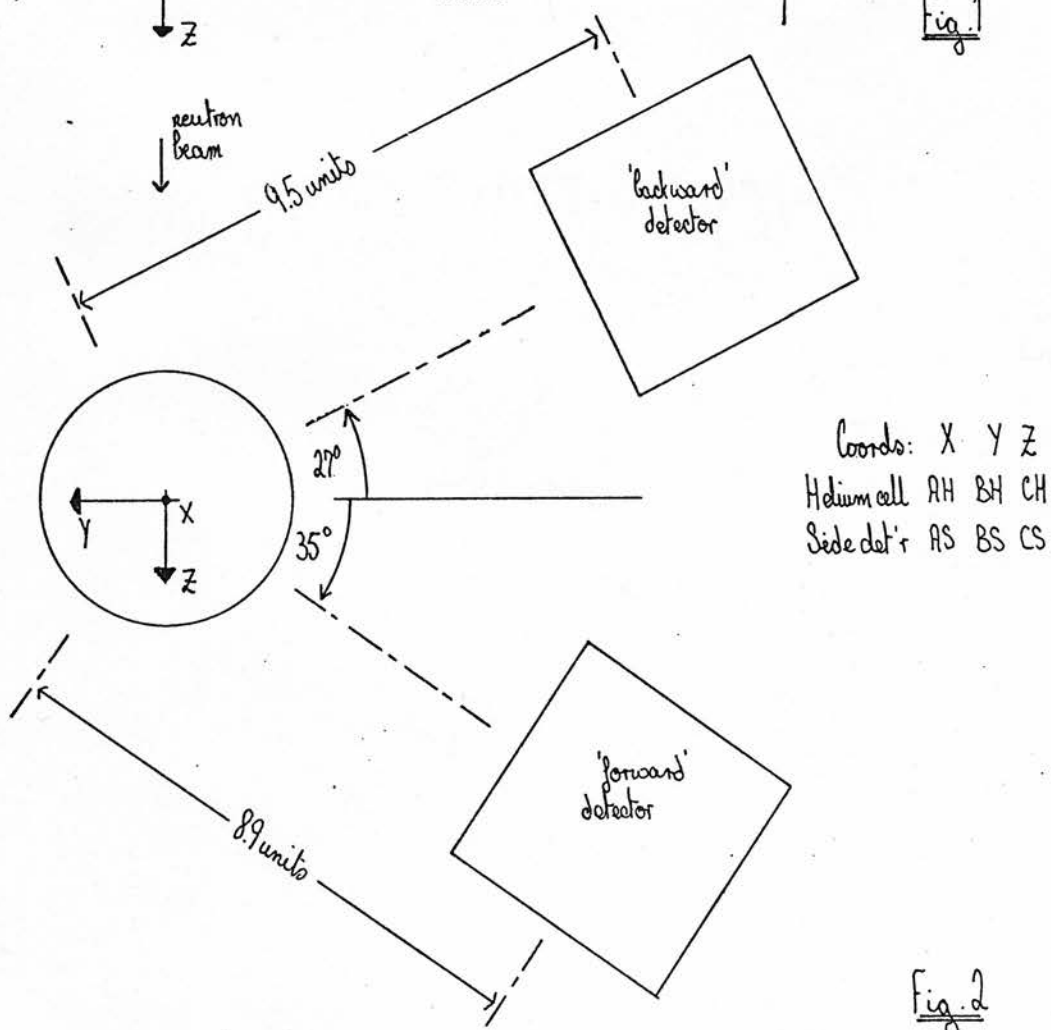 Z
Fig. 1
neutron
beam
9.5 units
'backward'
detector
27°
Y
X
Z
35°
Coords: X Y Z
Helium cell AH BH CH
Side det'r AS BS CS
'forward'
detector
8.9 units
Fig. 2